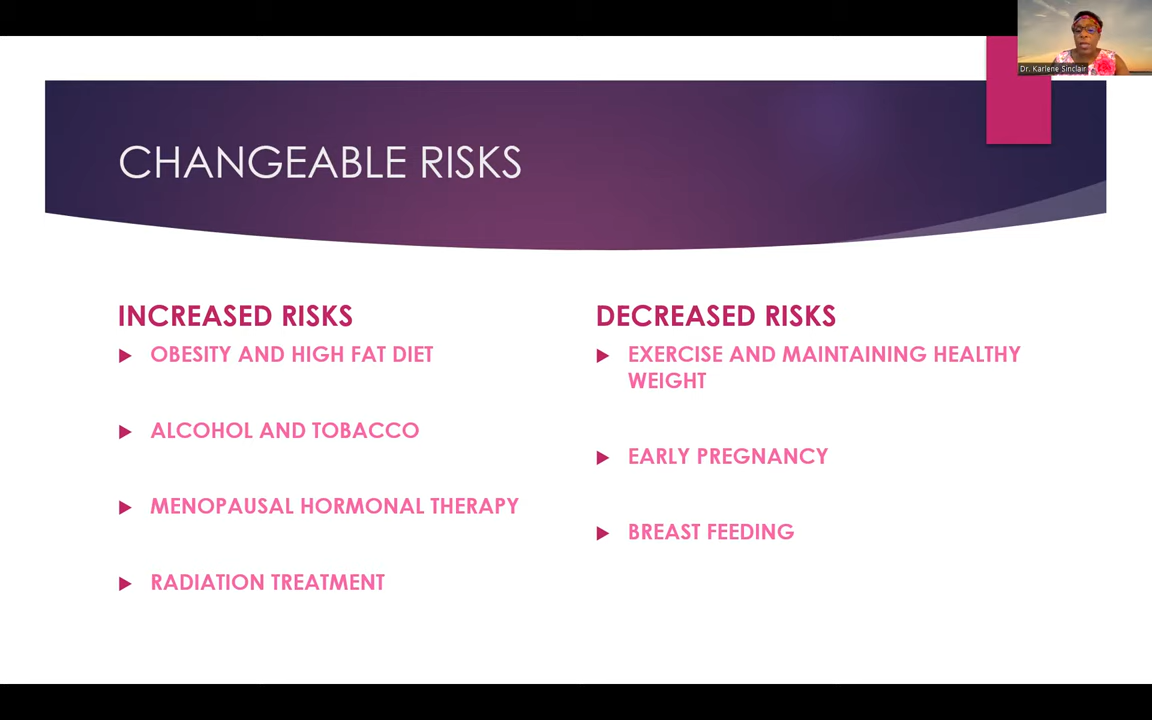 Dr. Karlene Sinclair
CHANGEABLE RISKS
INCREASED RISKS
OBESITY AND HIGH FAT DIET
ALCOHOL AND TOBACCO
MENOPAUSAL HORMONAL THERAPY
RADIATION TREATMENT
DECREASED RISKS
EXERCISE AND MAINTAINING HEALTHY
WEIGHT
EARLY PREGNANCY
BREAST FEEDING